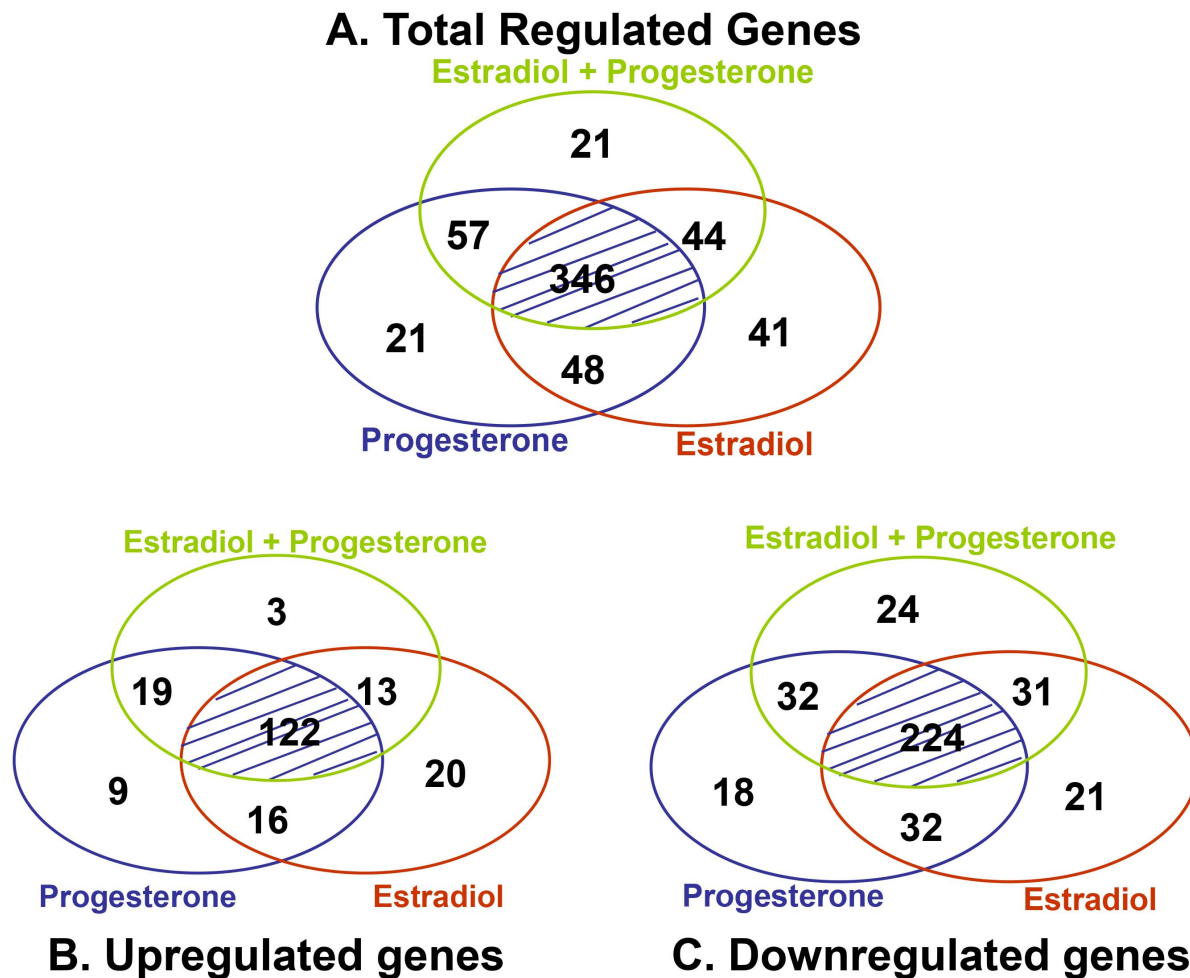 A. Total Regulated Genes
Estradiol + Progesterone
21
57
44
346
21
41
48
Progesterone
Estradiol
Estradiol + Progesterone
3
19
13
122
9
20
16
Progesterone
Estradiol
B. Upregulated genes
Estradiol + Progesterone
24
32
31
224
18
21
32
Progesterone
Estradiol
C. Downregulated genes